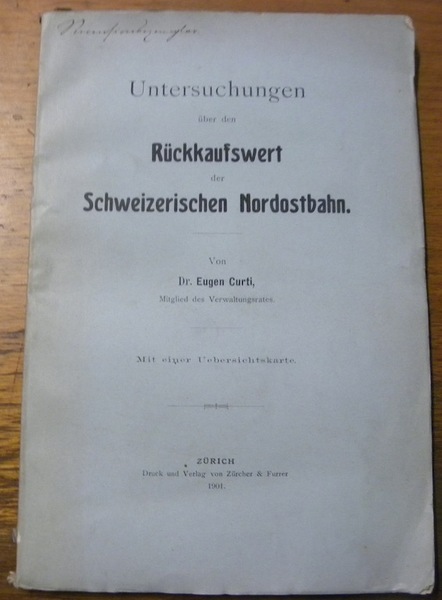 Rezensionsexemplar.
Untersuchungen
über den
Rückkaufswert
der
Schweizerischen Nordostbahn.
Von
Dr. Eugen Curti,
Mitglied des Verwaltungsrates.
Mit einer Uebersichtskarte.
ZÜRICH
Druck und Verlag von Zürcher & Furrer
1901.